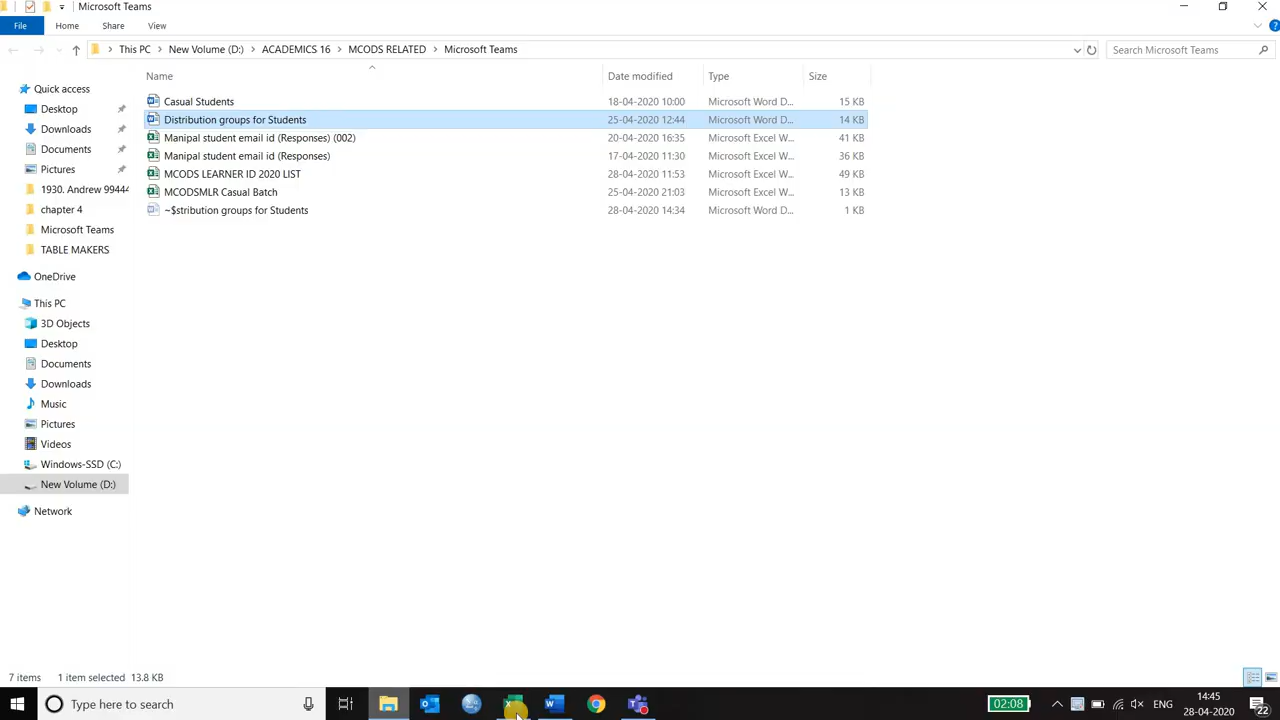 Microsoft Teams
File Home Share View
This PC New Volume (D:) ACADEMICS 16 MCODS RELATED Microsoft Teams Search Microsoft Teams
Name Date modified Type Size
Quick access
Desktop
Downloads
Documents
Pictures
1930. Andrew 99444
chapter 4
Microsoft Teams
TABLE MAKERS
OneDrive
This PC
3D Objects
Desktop
Documents
Downloads
Music
Pictures
Videos
Windows-SSD (C:)
New Volume (D:)
Network
Casual Students 18-04-2020 10:00 Microsoft Word D... 15 KB
Distribution groups for Students 25-04-2020 12:44 Microsoft Word D... 14 KB
Manipal student email id (Responses) (002) 20-04-2020 16:35 Microsoft Excel W... 41 KB
Manipal student email id (Responses) 17-04-2020 11:30 Microsoft Excel W... 36 KB
MCODS LEARNER ID 2020 LIST 28-04-2020 11:53 Microsoft Excel W... 49 KB
MCODSMLR Casual Batch 25-04-2020 21:03 Microsoft Excel W... 13 KB
~$stribution groups for Students 28-04-2020 14:34 Microsoft Word D... 1 KB
7 items 1 item selected 13.8 KB
Type here to search 02:08 ENG 14:45
28-04-2020 22